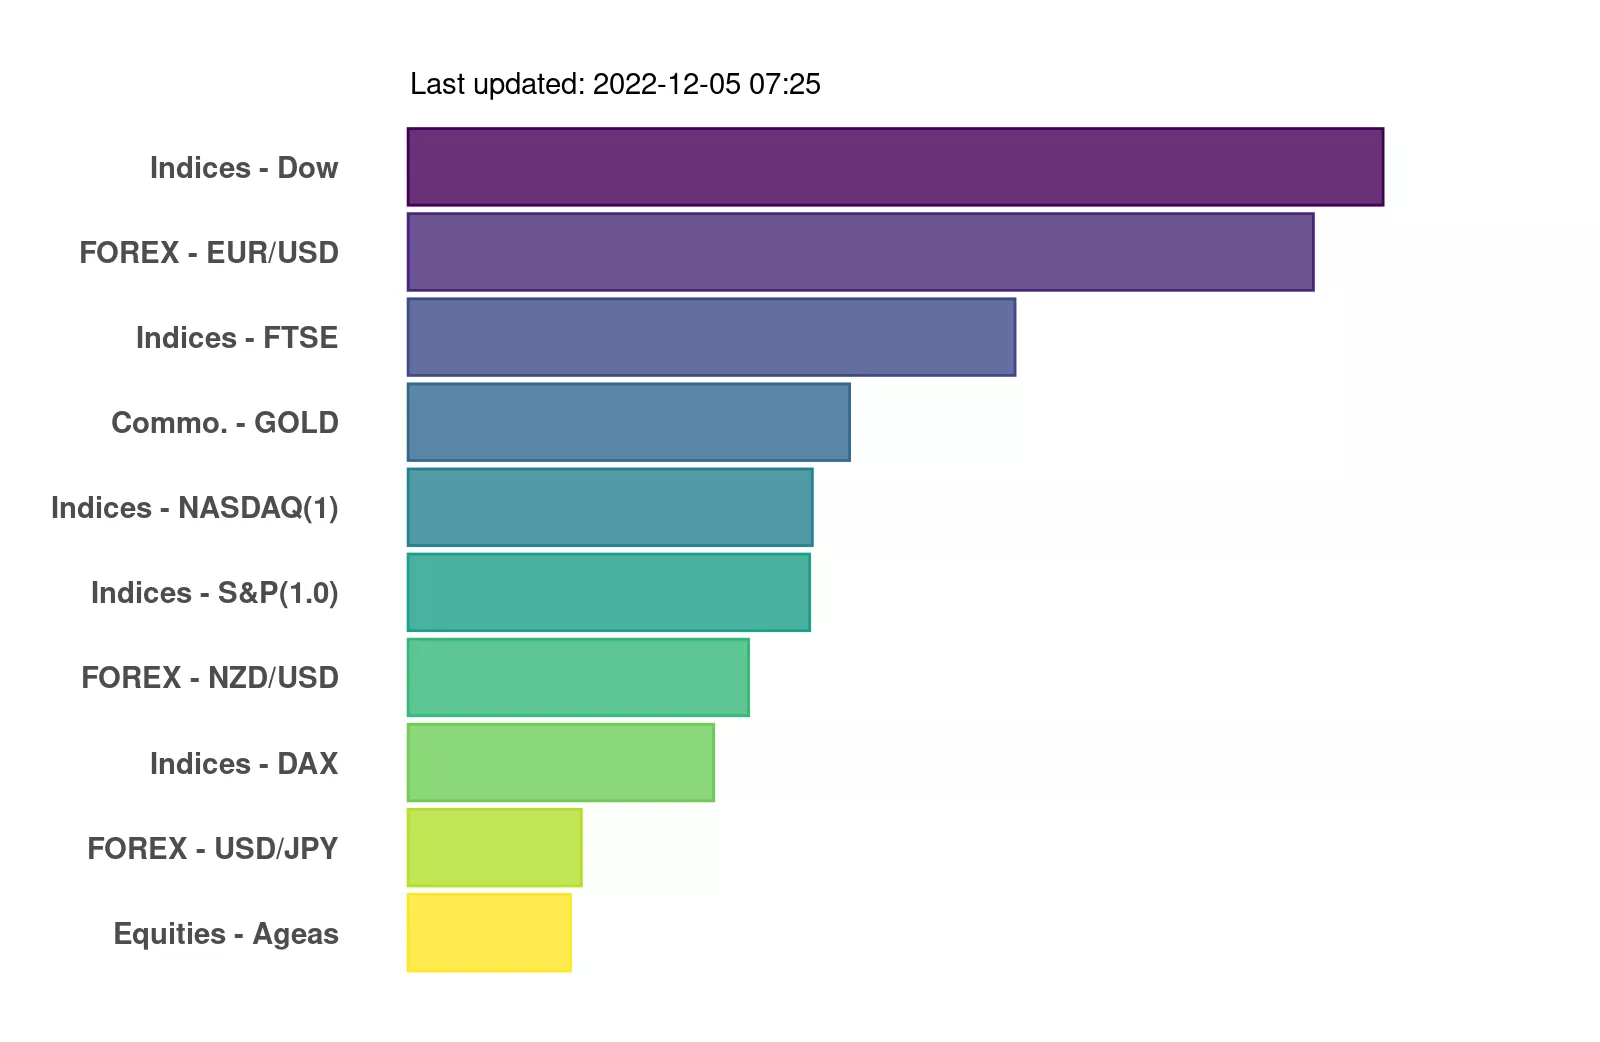 Last updated: 2022-12-05 07:25
Indices - Dow
FOREX - EUR/USD
Indices - FTSE
Commo. - GOLD
Indices - NASDAQ(1)
Indices - S&P(1.0)
FOREX - NZD/USD
Indices - DAX
FOREX - USD/JPY
Equities - Ageas